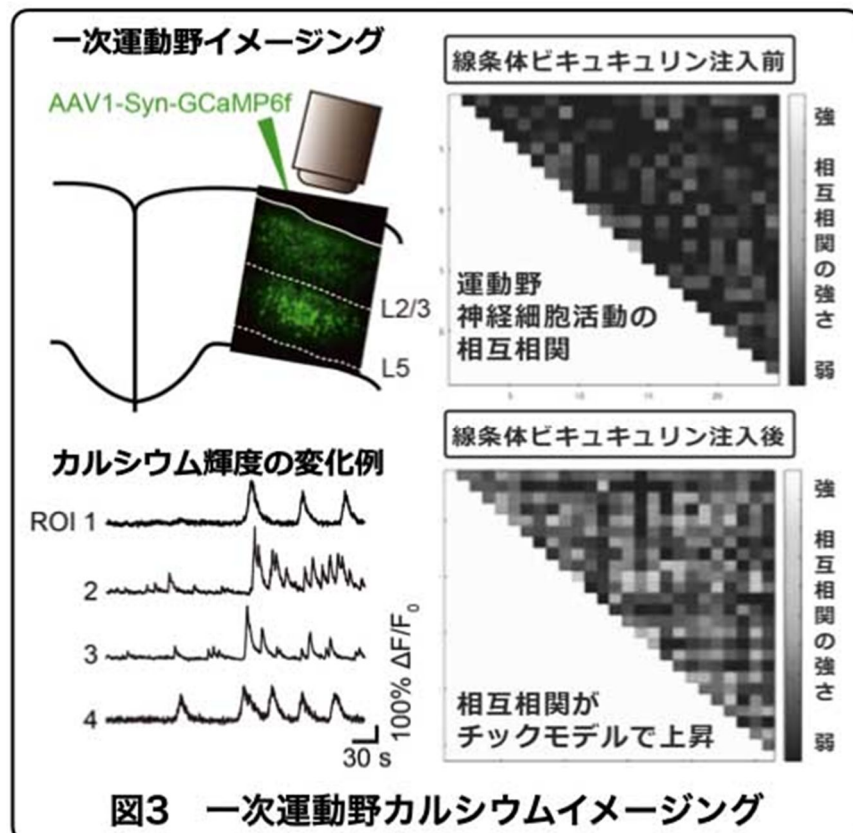 一次運動野イメージング
AAV1-Syn-GCaMP6f
L2/3
L5
カルシウム輝度の変化例
ROI 1
2
3
4
100% ΔF/F₀
30 s
線条体ビキュキュリン注入前
運動野
神経細胞活動の
相互相関
強 相互相関の強さ 弱
線条体ビキュキュリン注入後
相互相関が
チックモデルで上昇
強 相互相関の強さ 弱
図3 一次運動野カルシウムイメージング